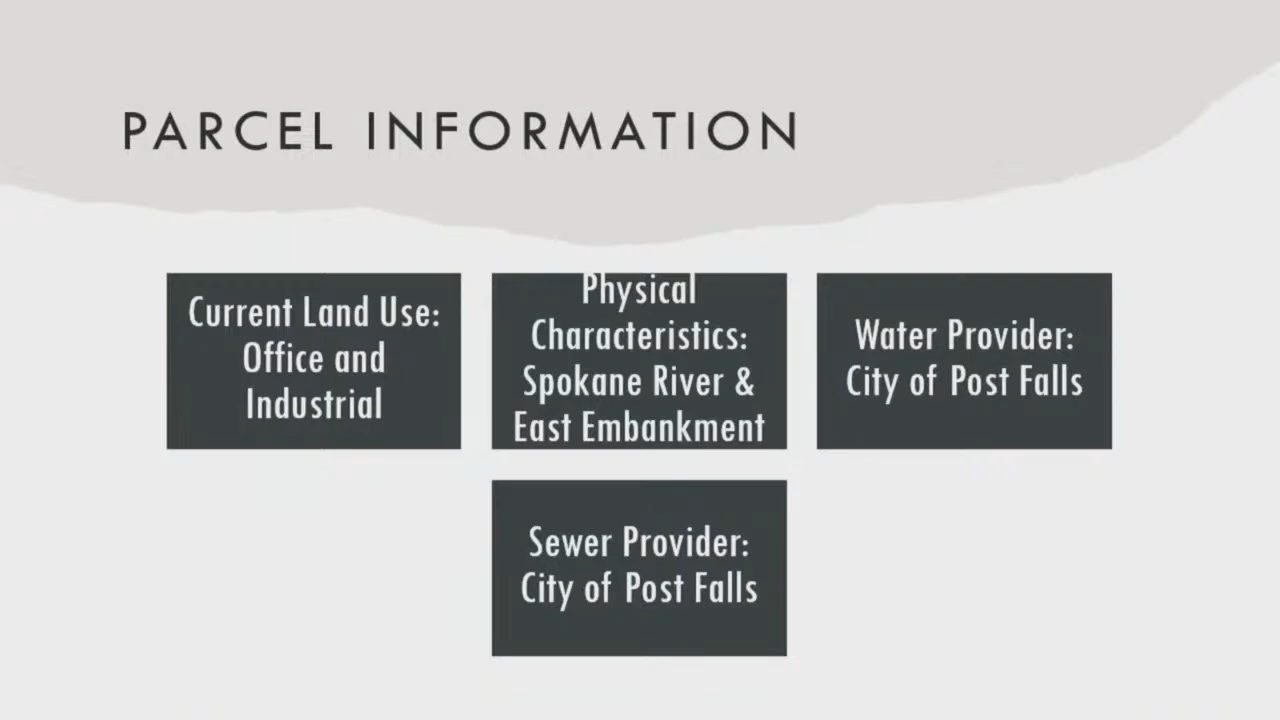 PARCEL INFORMATION
Current Land Use:
Office and
Industrial
Physical
Characteristics:
Spokane River &
East Embankment
Water Provider:
City of Post Falls
Sewer Provider:
City of Post Falls